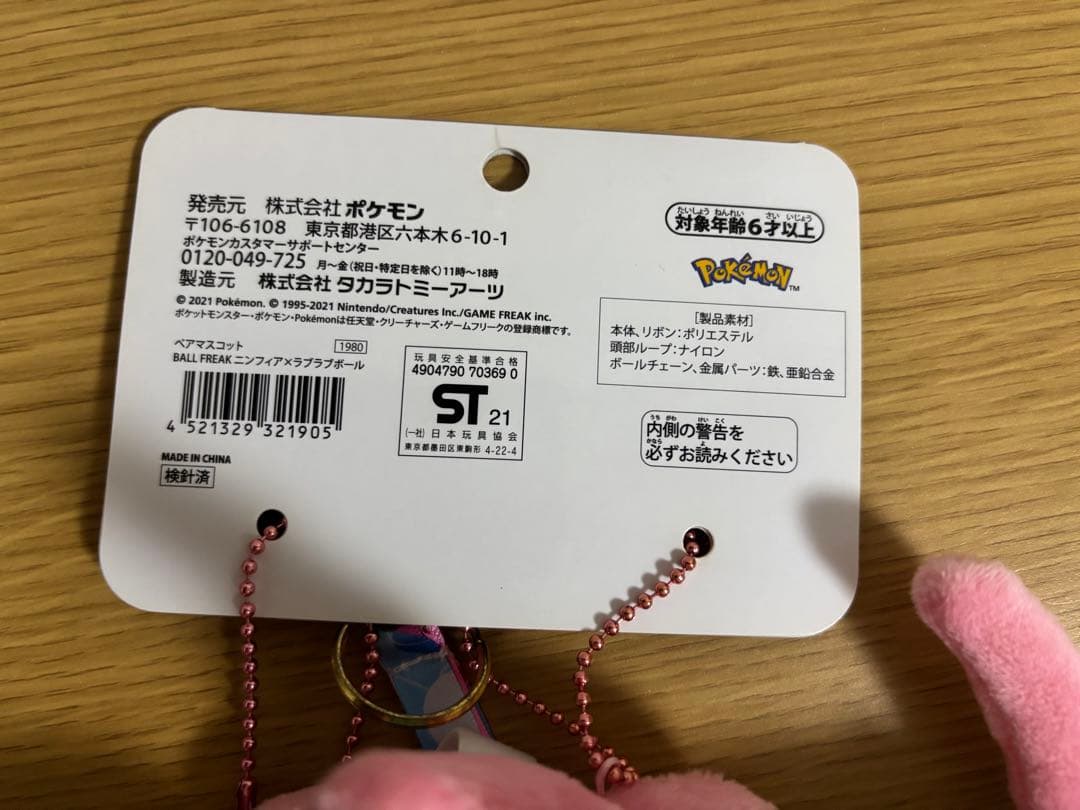 発売元 株式会社 ポケモン
〒106-6108 東京都港区六本木6-10-1
ポケモンカスタマーサポートセンター
0120-049-725 月～金(祝日・特定日を除く)11時～18時
製造元 株式会社 タカラトミーアーツ
© 2021 Pokémon. © 1995-2021 Nintendo/Creatures Inc./GAME FREAK inc.
ポケットモンスター・ポケモン・Pokémonは任天堂・クリーチャーズ・ゲームフリークの登録商標です。
ペアマスコット 1980
BALL FREAK ニンフィア×ラブラブボール
4 521329 321905
MADE IN CHINA
検針済
玩具安全基準合格
4904790 70369 0
ST 21
(一社)日本玩具協会
東京都墨田区東駒形 4-22-4
たいしょう ねんれい さい いじょう
対象年齢6才以上
Pokémon™
[製品素材]
本体、リボン:ポリエステル
頭部ループ:ナイロン
ボールチェーン、金属パーツ:鉄、亜鉛合金
うち がわ けい こく
内側の警告を
かなら よ
必ずお読みください